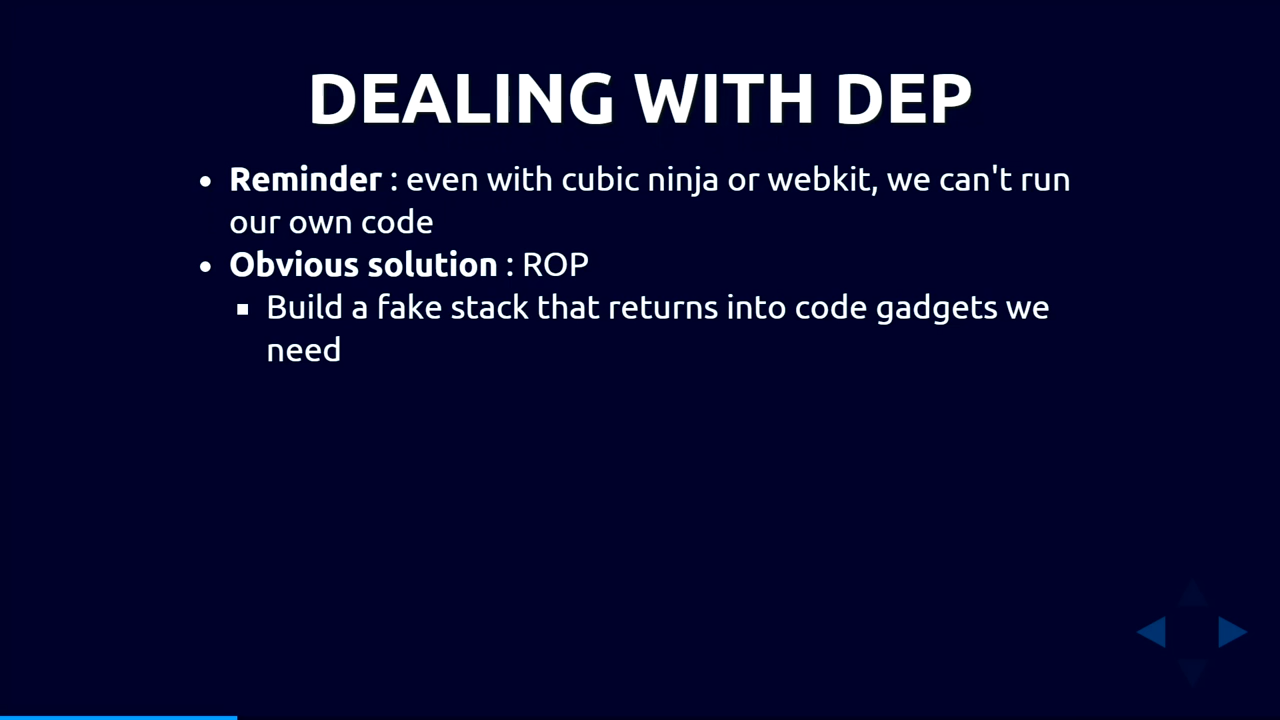 DEALING WITH DEP
Reminder : even with cubic ninja or webkit, we can't run
our own code
Obvious solution : ROP
Build a fake stack that returns into code gadgets we
need